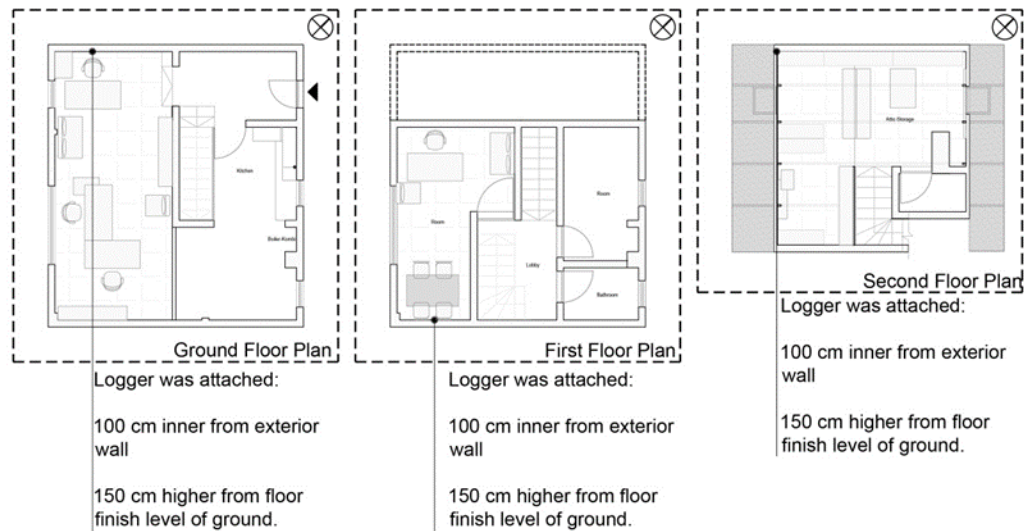 Kitchen
Boiler-Kombi
Ground Floor Plan
Logger was attached:
100 cm inner from exterior
wall
150 cm higher from floor
finish level of ground.
Room
Room
Lobby
Bathroom
First Floor Plan
Logger was attached:
100 cm inner from exterior
wall
150 cm higher from floor
finish level of ground.
Attic Storage
Second Floor Plan
Logger was attached:
100 cm inner from exterior
wall
150 cm higher from floor
finish level of ground.